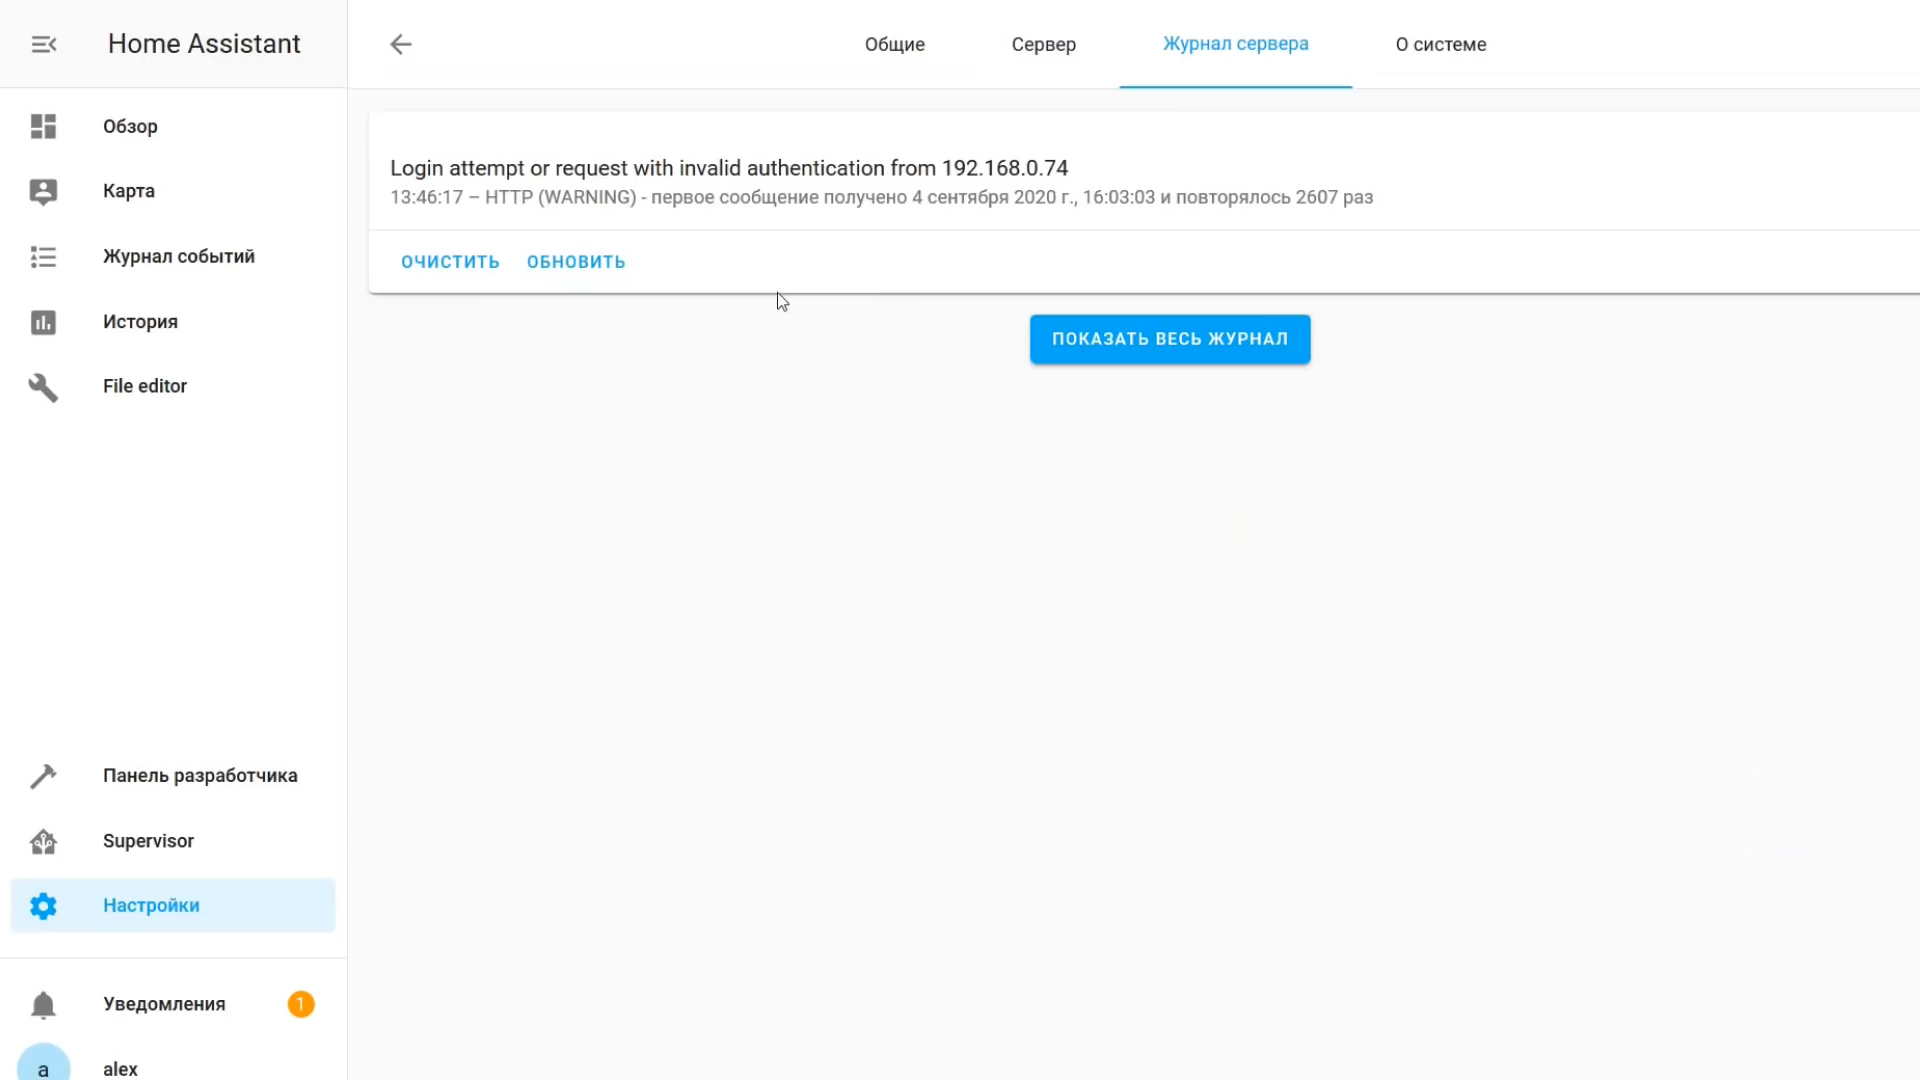 Home Assistant
Общие
Сервер
Журнал сервера
О системе
Обзор
Карта
Журнал событий
История
File editor
Панель разработчика
Supervisor
Настройки
Уведомления
1
a
alex
Login attempt or request with invalid authentication from 192.168.0.74
13:46:17 – HTTP (WARNING) - первое сообщение получено 4 сентября 2020 г., 16:03:03 и повторялось 2607 раз
ОЧИСТИТЬ
ОБНОВИТЬ
ПОКАЗАТЬ ВЕСЬ ЖУРНАЛ